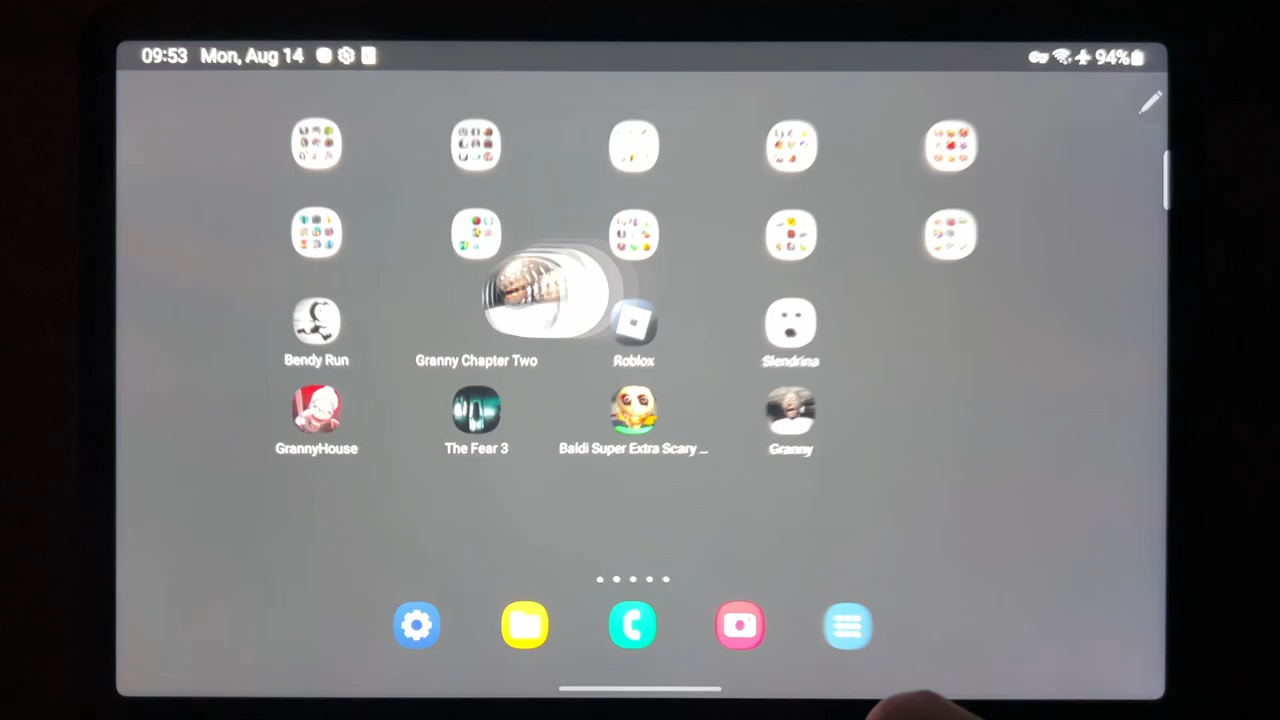 09:53 Mon, Aug 14 94%
Bendy Run Granny Chapter Two Roblox Slendrina
GrannyHouse The Fear 3 Baldi Super Extra Scary ... Granny